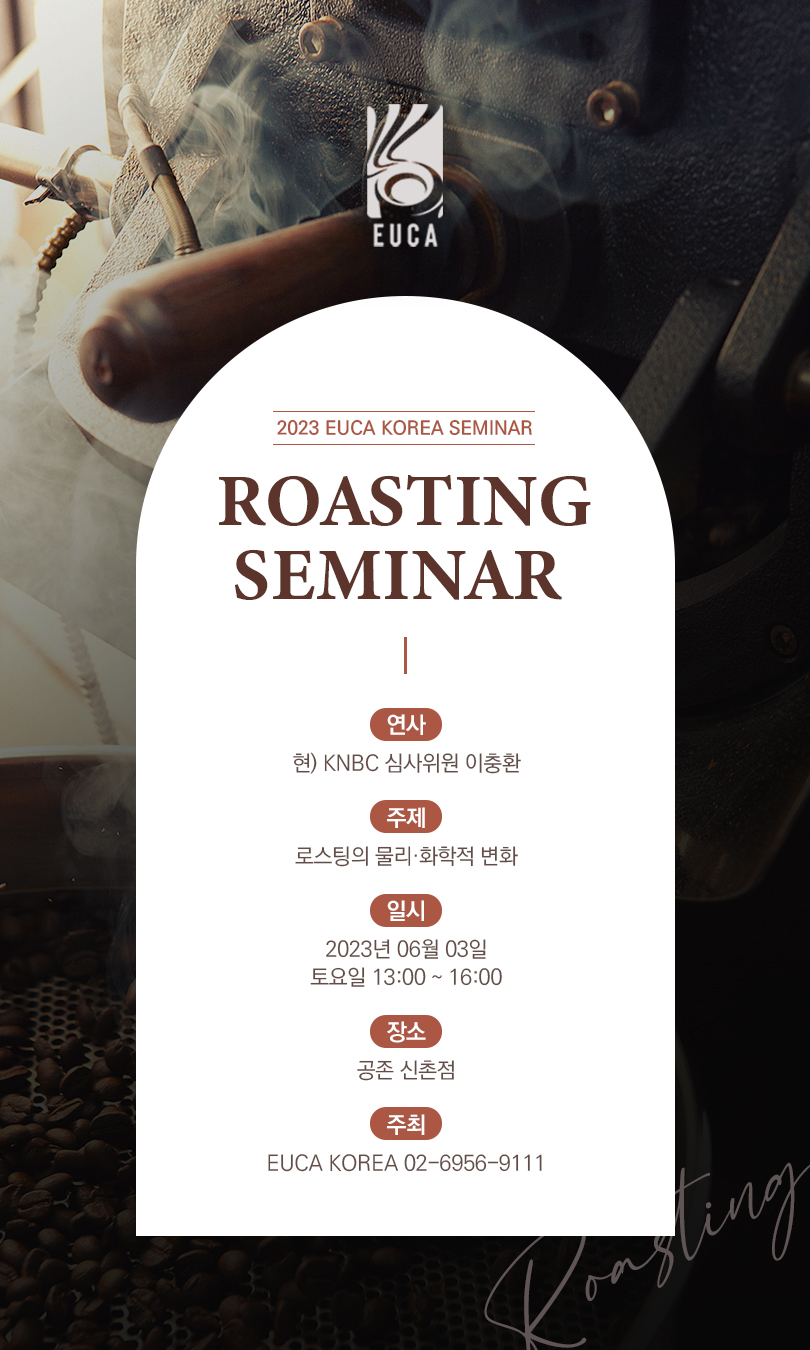 EUCA
2023 EUCA KOREA SEMINAR
ROASTING
SEMINAR
연사
현) KNBC 심사위원 이충환
주제
로스팅의 물리·화학적 변화
일시
2023년 06월 03일
토요일 13:00 ~ 16:00
장소
공존 신촌점
주최
EUCA KOREA 02-6956-9111
Roasting